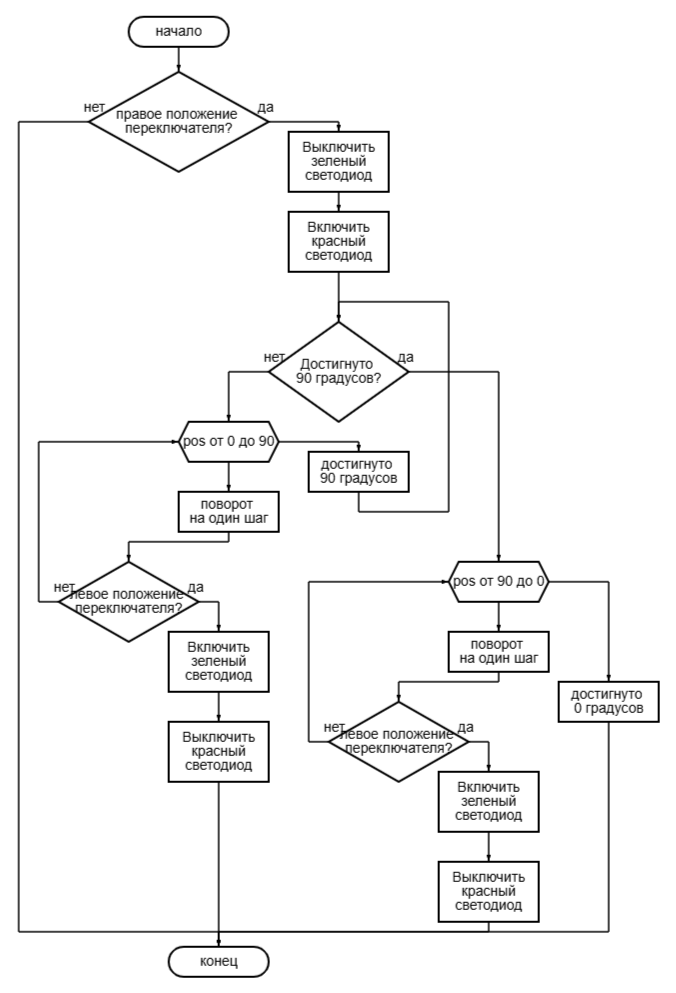 начало
нет
да
правое положение
переключателя?
Выключить
зеленый
светодиод
Включить
красный
светодиод
нет
да
Достигнуто
90 градусов?
pos от 0 до 90
достигнуто
90 градусов
поворот
на один шаг
нет
да
левое положение
переключателя?
pos от 90 до 0
Включить
зеленый
светодиод
поворот
на один шаг
достигнуто
0 градусов
Выключить
красный
светодиод
нет
да
левое положение
переключателя?
Включить
зеленый
светодиод
Выключить
красный
светодиод
конец